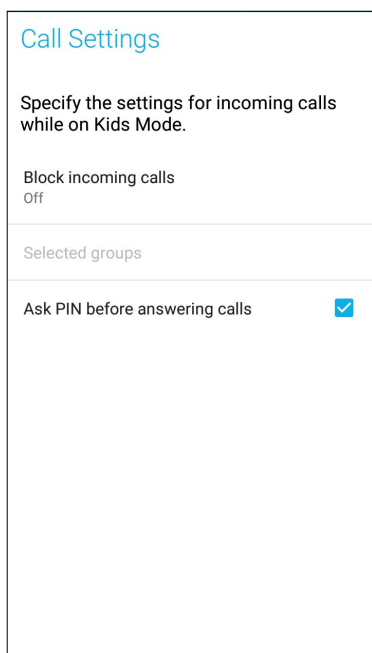 Call Settings
Specify the settings for incoming calls
while on Kids Mode.
Block incoming calls
Off
Selected groups
Ask PIN before answering calls